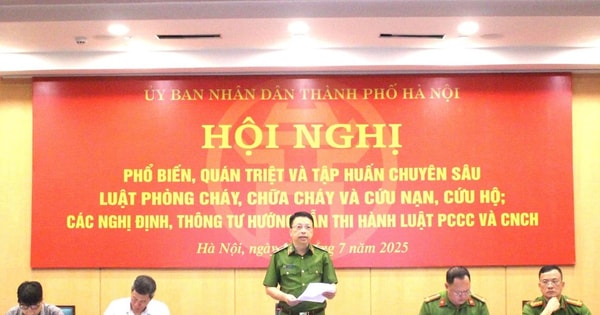 ỦY BAN NHÂN DÂN THÀNH PHỐ HÀ NỘI
HỘI NGHỊ
PHỔ BIẾN, QUÁN TRIỆT VÀ TẬP HUẤN CHUYÊN SÂU
LUẬT PHÒNG CHÁY, CHỮA CHÁY VÀ CỨU NẠN, CỨU HỘ;
CÁC NGHỊ ĐỊNH, THÔNG TƯ HƯỚNG DẪN THI HÀNH LUẬT PCCC VÀ CNCH
Hà Nội, ngày 7 năm 2025